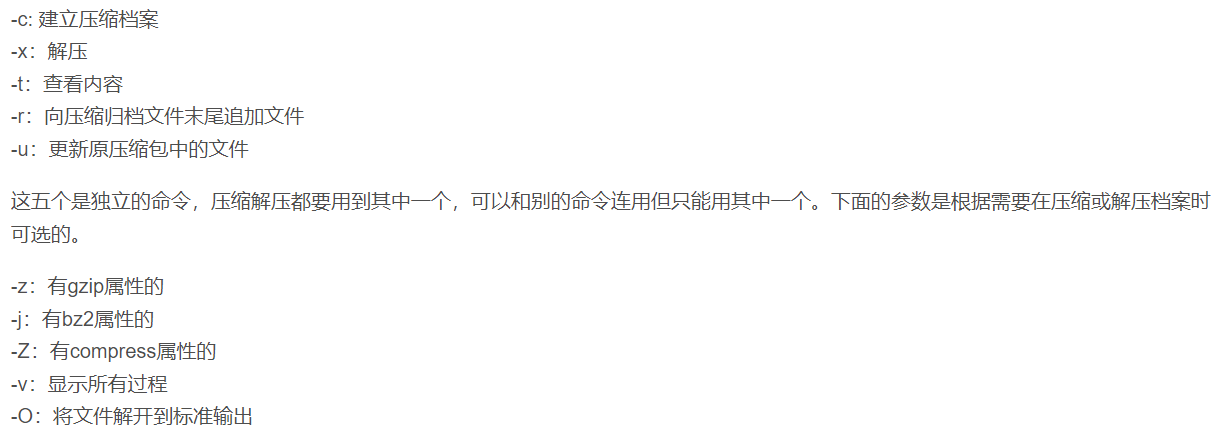 -c: 建立压缩档案
-x：解压
-t：查看内容
-r：向压缩归档文件末尾追加文件
-u：更新原压缩包中的文件
这五个是独立的命令，压缩解压都要用到其中一个，可以和别的命令连用但只能用其中一个。下面的参数是根据需要在压缩或解压档案时
可选的。
-z：有gzip属性的
-j：有bz2属性的
-Z：有compress属性的
-v：显示所有过程
-O：将文件解开到标准输出